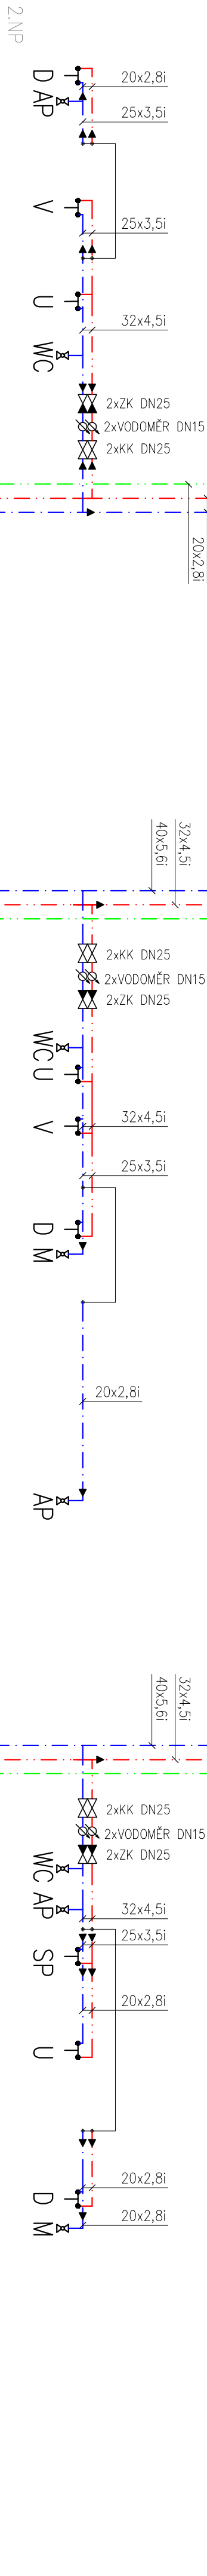 2.NP
20x2,8i
D
AP
25x3,5i
V
25x3,5i
U
32x4,5i
WC
2xZK DN25
2xVODOMĚR DN15
2xKK DN25
20x2,8i
40x5,6i
32x4,5i
2xKK DN25
2xVODOMĚR DN15
2xZK DN25
WC
U
V
32x4,5i
25x3,5i
D
M
20x2,8i
AP
40x5,6i
32x4,5i
2xKK DN25
2xVODOMĚR DN15
2xZK DN25
WC
AP
32x4,5i
25x3,5i
SP
20x2,8i
U
20x2,8i
D
20x2,8i
M